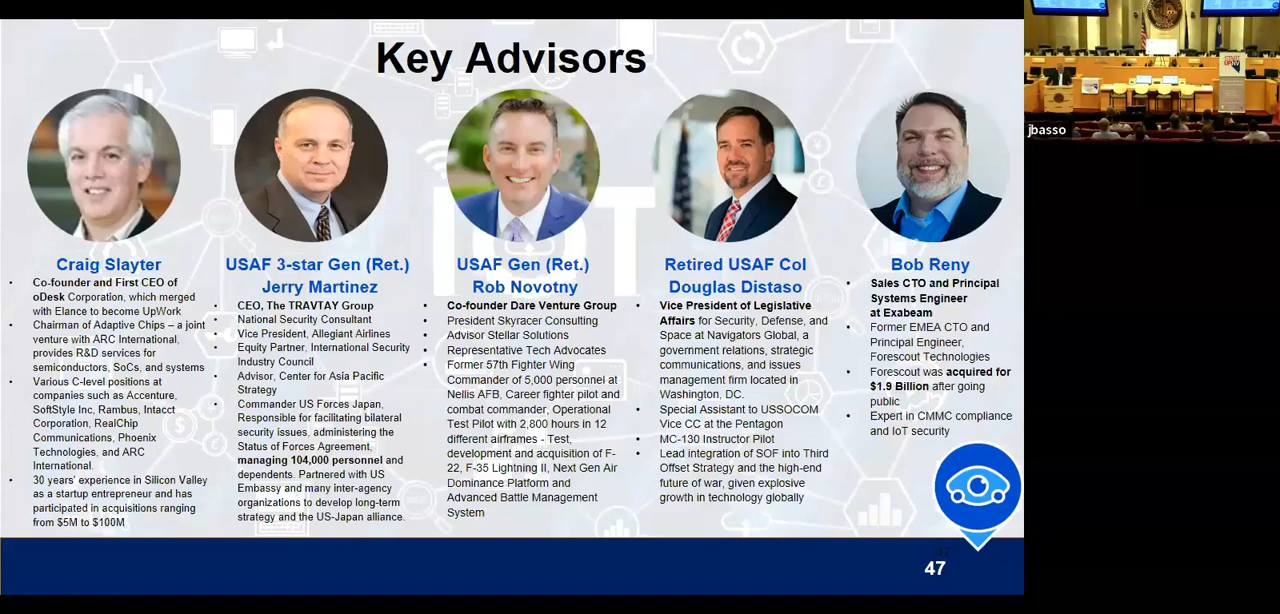 Key Advisors
Craig Slayter
• Co-founder and First CEO of
oDesk Corporation, which merged
with Elance to become UpWork
• Chairman of Adaptive Chips – a joint
venture with ARC International,
provides R&D services for
semiconductors, SoCs, and systems
• Various C-level positions at
companies such as Accenture,
SoftStyle Inc, Rambus, Intacct
Corporation, RealChip
Communications, Phoenix
Technologies, and ARC
International.
• 30 years' experience in Silicon Valley
as a startup entrepreneur and has
participated in acquisitions ranging
from $5M to $100M
USAF 3-star Gen (Ret.)
Jerry Martinez
• CEO, The TRAVTAY Group
• National Security Consultant
• Vice President, Allegiant Airlines
• Equity Partner, International Security
Industry Council
• Advisor, Center for Asia Pacific
Strategy
• Commander US Forces Japan,
Responsible for facilitating bilateral
security issues, administering the
Status of Forces Agreement,
managing 104,000 personnel and
dependents. Partnered with US
Embassy and many inter-agency
organizations to develop long-term
strategy and the US-Japan alliance.
USAF Gen (Ret.)
Rob Novotny
• Co-founder Dare Venture Group
• President Skyracer Consulting
• Advisor Stellar Solutions
• Representative Tech Advocates
• Former 57th Fighter Wing
Commander of 5,000 personnel at
Nellis AFB, Career fighter pilot and
combat commander, Operational
Test Pilot with 2,800 hours in 12
different airframes - Test,
development and acquisition of F-
22, F-35 Lightning II, Next Gen Air
Dominance Platform and
Advanced Battle Management
System
Retired USAF Col
Douglas Distaso
• Vice President of Legislative
Affairs for Security, Defense, and
Space at Navigators Global, a
government relations, strategic
communications, and issues
management firm located in
Washington, DC.
• Special Assistant to USSOCOM
Vice CC at the Pentagon
• MC-130 Instructor Pilot
• Lead integration of SOF into Third
Offset Strategy and the high-end
future of war, given explosive
growth in technology globally
Bob Reny
• Sales CTO and Principal
Systems Engineer
at Exabeam
• Former EMEA CTO and
Principal Engineer,
Forescout Technologies
• Forescout was acquired for
$1.9 Billion after going
public
• Expert in CMMC compliance
and IoT security
IOT
47
47
jbasso
UPNV